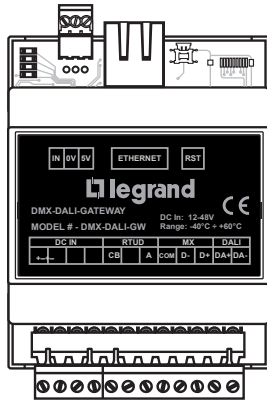 IN 0V 5V ETHERNET RST
legrand
DMX-DALI-GATEWAY
MODEL # - DMX-DALI-GW
DC In: 12-48V
Range: -40°C ÷ +60°C
CE
DC IN RTUD MX DALI
CB A COM D- D+ DA+ DA-